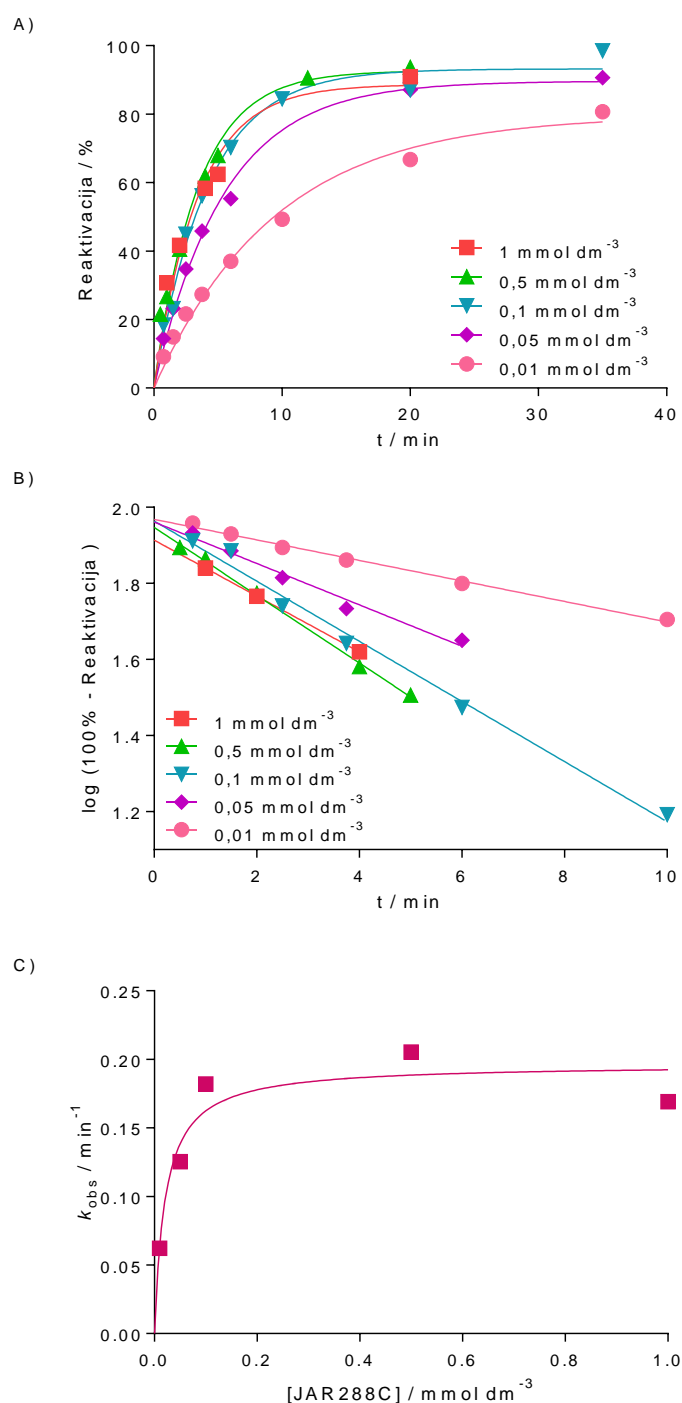 A)
100
80
60
40
20
0
Reaktivacija / %
1 mmol dm-3
0,5 mmol dm-3
0,1 mmol dm-3
0,05 mmol dm-3
0,01 mmol dm-3
0 10 20 30 40
t / min
B)
2.0
1.8
1.6
1.4
1.2
log (100% - Reaktivacija )
1 mmol dm-3
0,5 mmol dm-3
0,1 mmol dm-3
0,05 mmol dm-3
0,01 mmol dm-3
0 2 4 6 8 10
t / min
C)
0.25
0.20
0.15
0.10
0.05
0.00
kobs / min-1
0.0 0.2 0.4 0.6 0.8 1.0
[JAR288C] / mmol dm-3